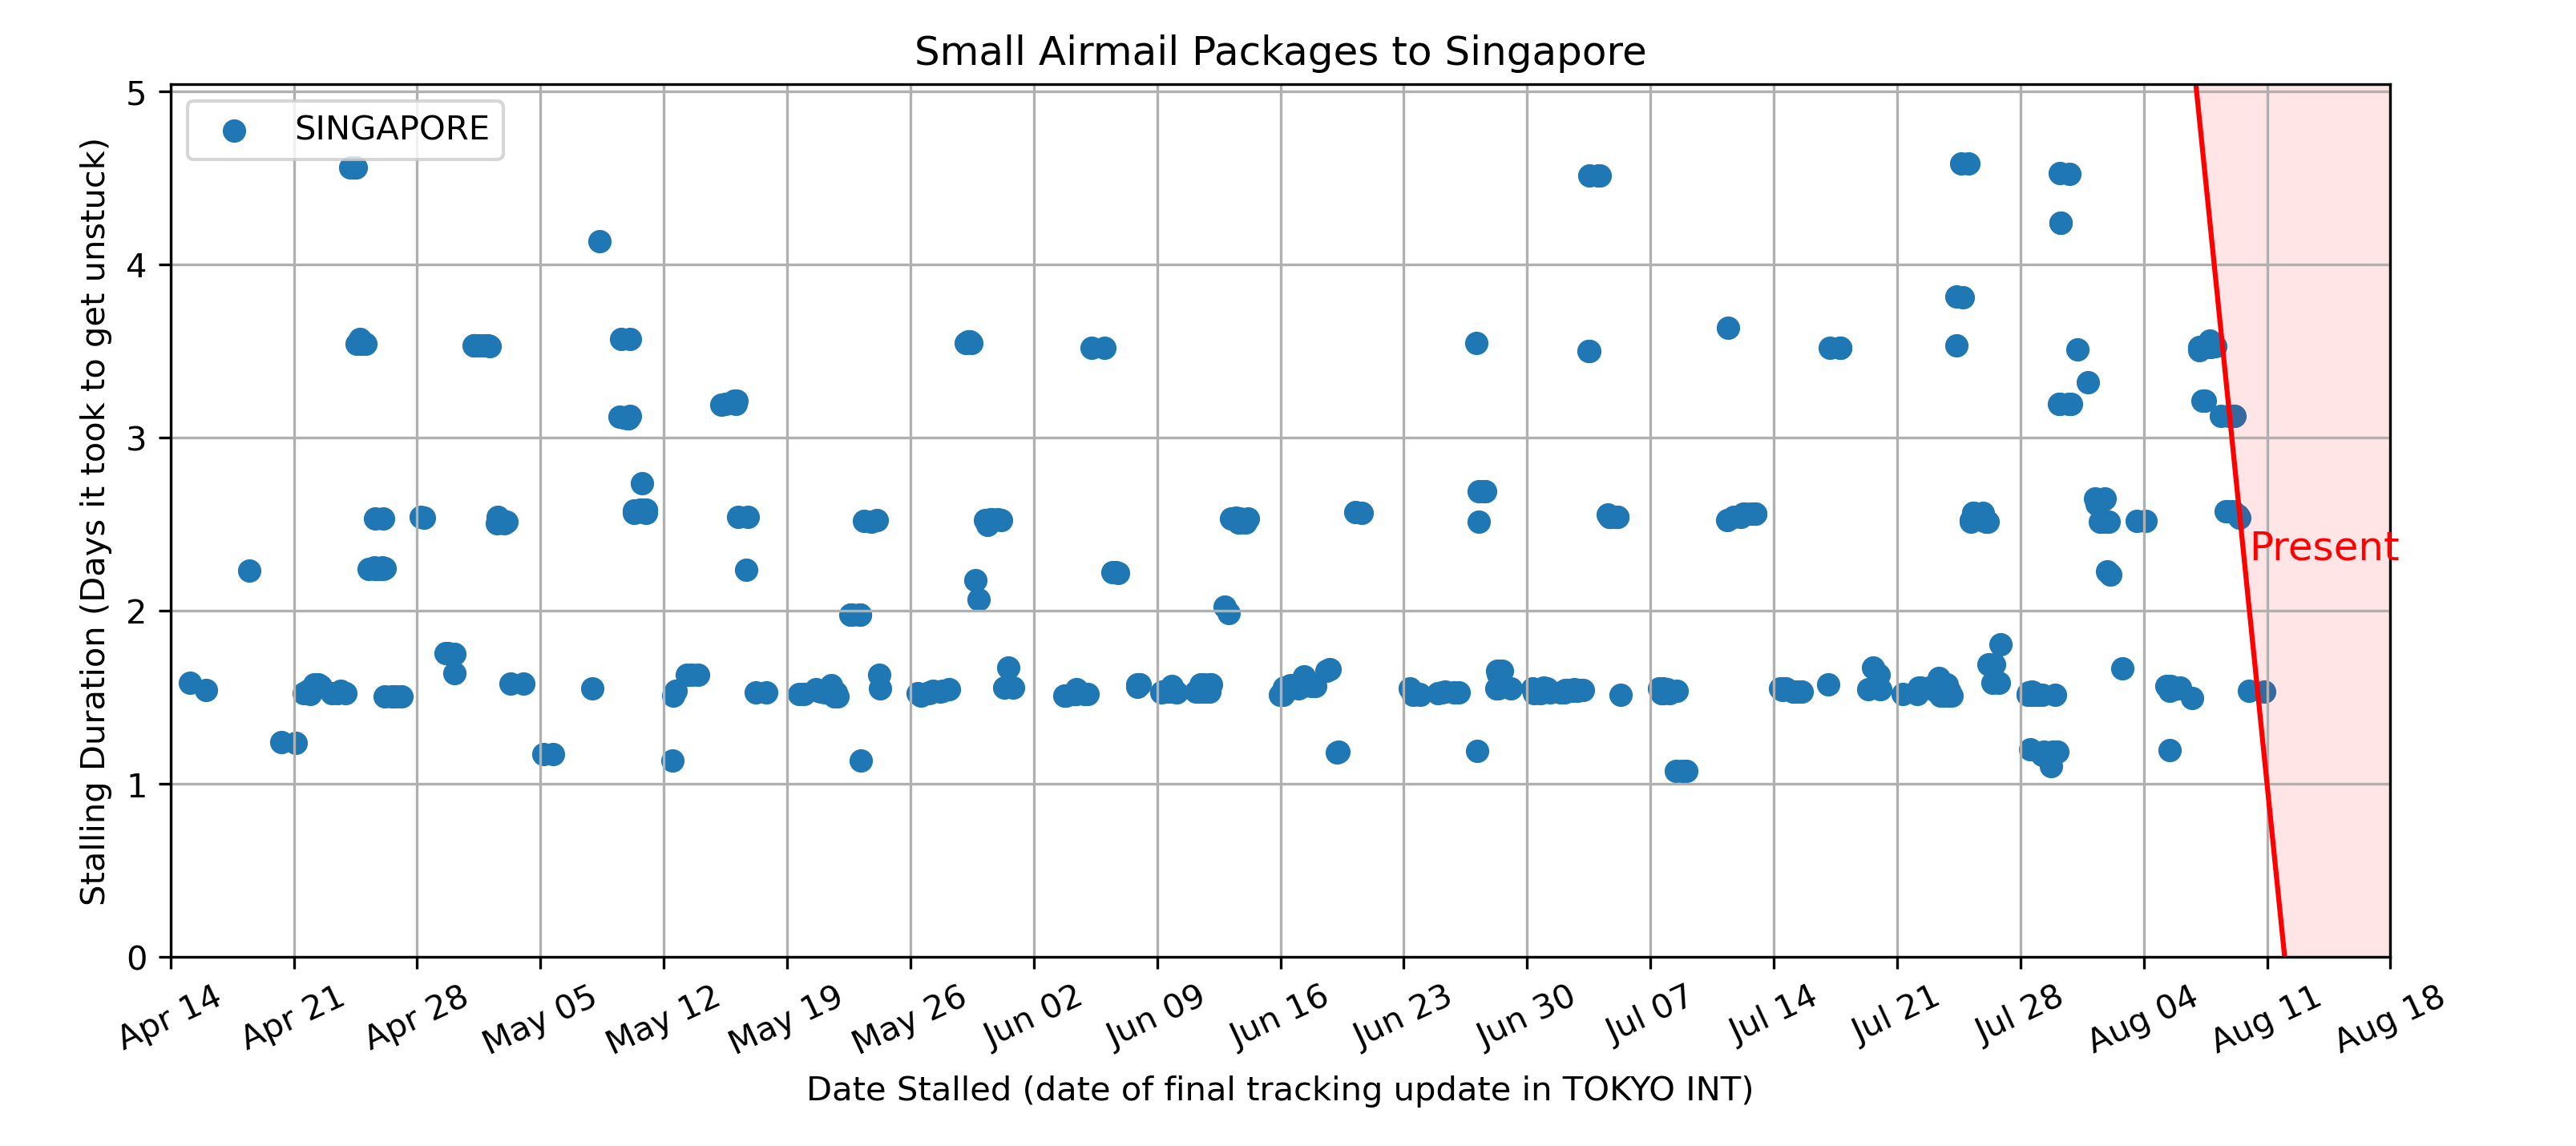 Small Airmail Packages to Singapore
SINGAPORE
Stalling Duration (Days it took to get unstuck)
5
4
3
2
1
0
Present
Apr 14
Apr 21
Apr 28
May 05
May 12
May 19
May 26
Jun 02
Jun 09
Jun 16
Jun 23
Jun 30
Jul 07
Jul 14
Jul 21
Jul 28
Aug 04
Aug 11
Aug 18
Date Stalled (date of final tracking update in TOKYO INT)